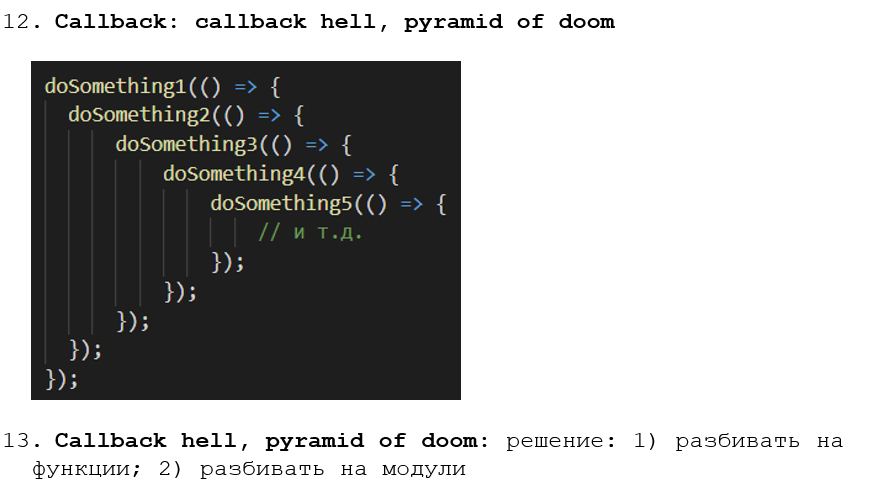 12. Callback: callback hell, pyramid of doom
doSomething1(() => {
doSomething2(() => {
doSomething3(() => {
doSomething4(() => {
doSomething5(() => {
// и т.д.
});
});
});
});
});
13. Callback hell, pyramid of doom: решение: 1) разбивать на
функции; 2) разбивать на модули